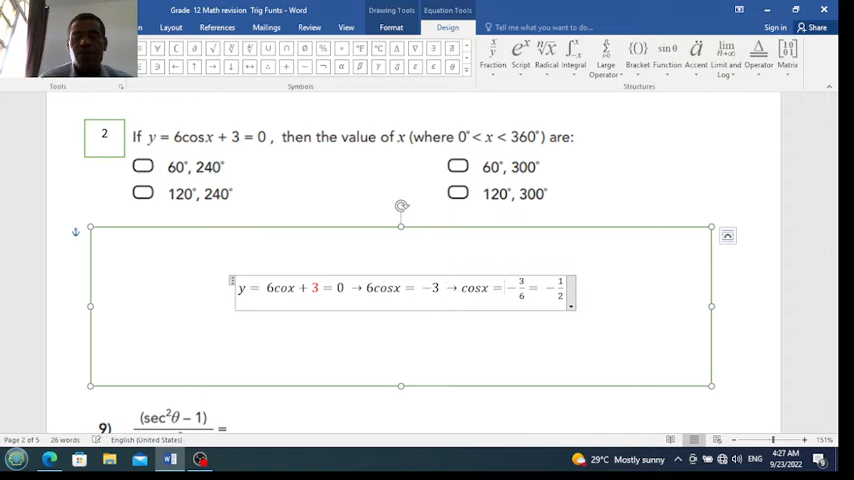 Grade 12 Math revision Trig Funts - Word
Drawing Tools
Equation Tools
Layout References Mailings Review View Format Design Tell me what you want to do... Sign in Share
Tools
Symbols
Structures
Fraction Script Radical Integral Large Operator Bracket Function Accent Limit and Log Operator Matrix
2
If y = 6cosx + 3 = 0 , then the value of x (where 0° < x < 360°) are:
60°, 240°
60°, 300°
120°, 240°
120°, 300°
y = 6cox + 3 = 0 → 6cosx = −3 → cosx = −3/6 = −1/2
9) (sec²θ – 1)
=
Page 2 of 5 26 words English (United States) 151%
29°C Mostly sunny ENG 4:27 AM
9/23/2022